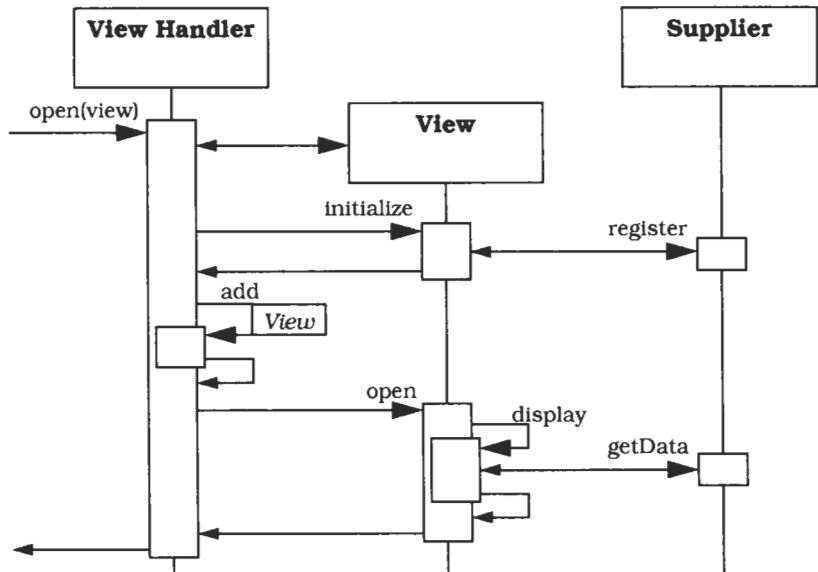 View Handler
Supplier
open(view)
View
initialize
register
add
View
open
display
getData